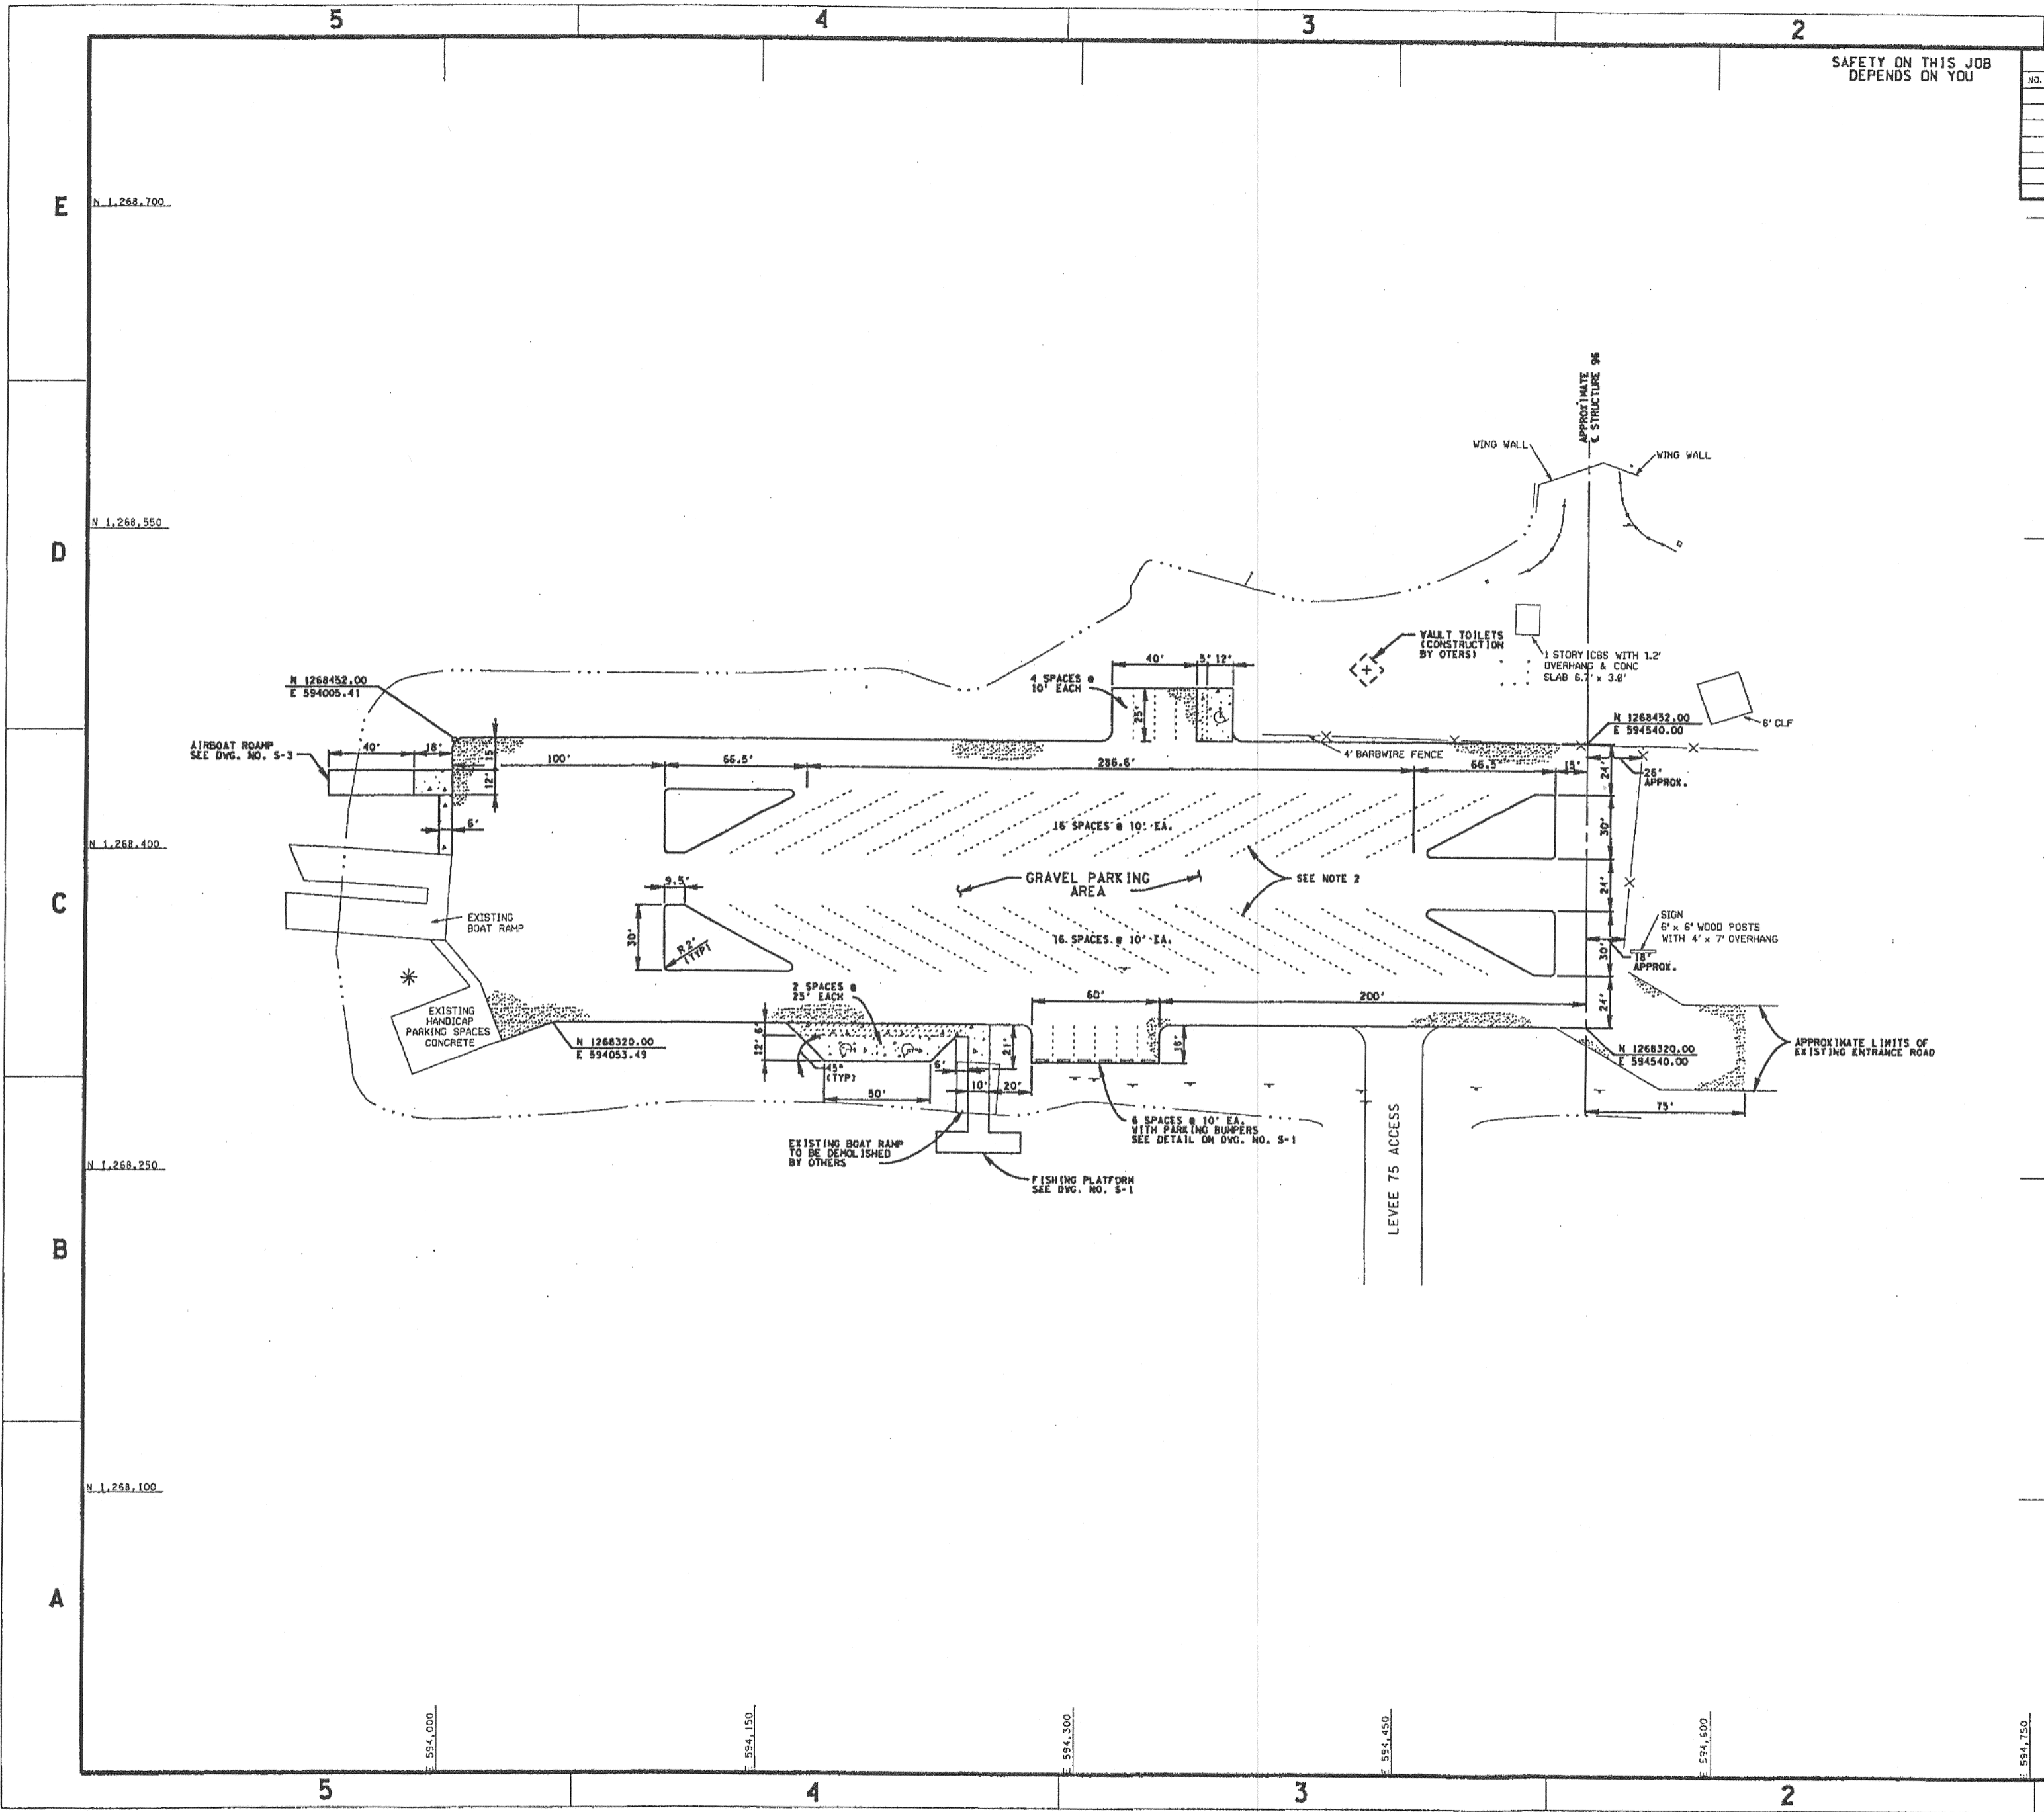 5
4
3
2
SAFETY ON THIS JOB
DEPENDS ON YOU
NO.
E
N 1,268,700
APPROXIMATE
℄ STRUCTURE 96
WING WALL
WING WALL
D
N 1,268,550
VAULT TOILETS
(CONSTRUCTION
BY OTERS)
1 STORY CBS WITH 1.2'
OVERHANG & CONC
SLAB 6.7' x 3.0'
40'
5'
12'
4 SPACES @
10' EACH
25'
N 1268452.00
E 594005.41
N 1268452.00
E 594540.00
6' CLF
AIRBOAT ROAMP
SEE DWG. NO. S-3
40'
18'
15'
12'
6'
4' BARBWIRE FENCE
100'
66.5'
286.6'
66.5'
15'
24'
26'
APPROX.
16 SPACES @ 10' EA.
30'
N 1,268,400
C
GRAVEL PARKING
AREA
SEE NOTE 2
24'
9.5'
EXISTING
BOAT RAMP
30'
R 2'
(TYP)
16 SPACES @ 10' EA.
30'
SIGN
6' x 6' WOOD POSTS
WITH 4' x 7' OVERHANG
18'
APPROX.
2 SPACES @
25' EACH
60'
200'
24'
EXISTING
HANDICAP
PARKING SPACES
CONCRETE
N 1268320.00
E 594053.49
6'
12'
45°
(TYP)
21'
18'
N 1268320.00
E 594540.00
APPROXIMATE LIMITS OF
EXISTING ENTRANCE ROAD
6'
10'
20'
50'
75'
6 SPACES @ 10' EA.
WITH PARKING BUMPERS
SEE DETAIL ON DWG. NO. S-1
EXISTING BOAT RAMP
TO BE DEMOLISHED
BY OTHERS
FISHING PLATFORM
SEE DWG. NO. S-1
LEVEE 75 ACCESS
N 1,268,250
B
N 1,268,100
A
E 594,000
E 594,150
E 594,300
E 594,450
E 594,600
E 594,750
5
4
3
2